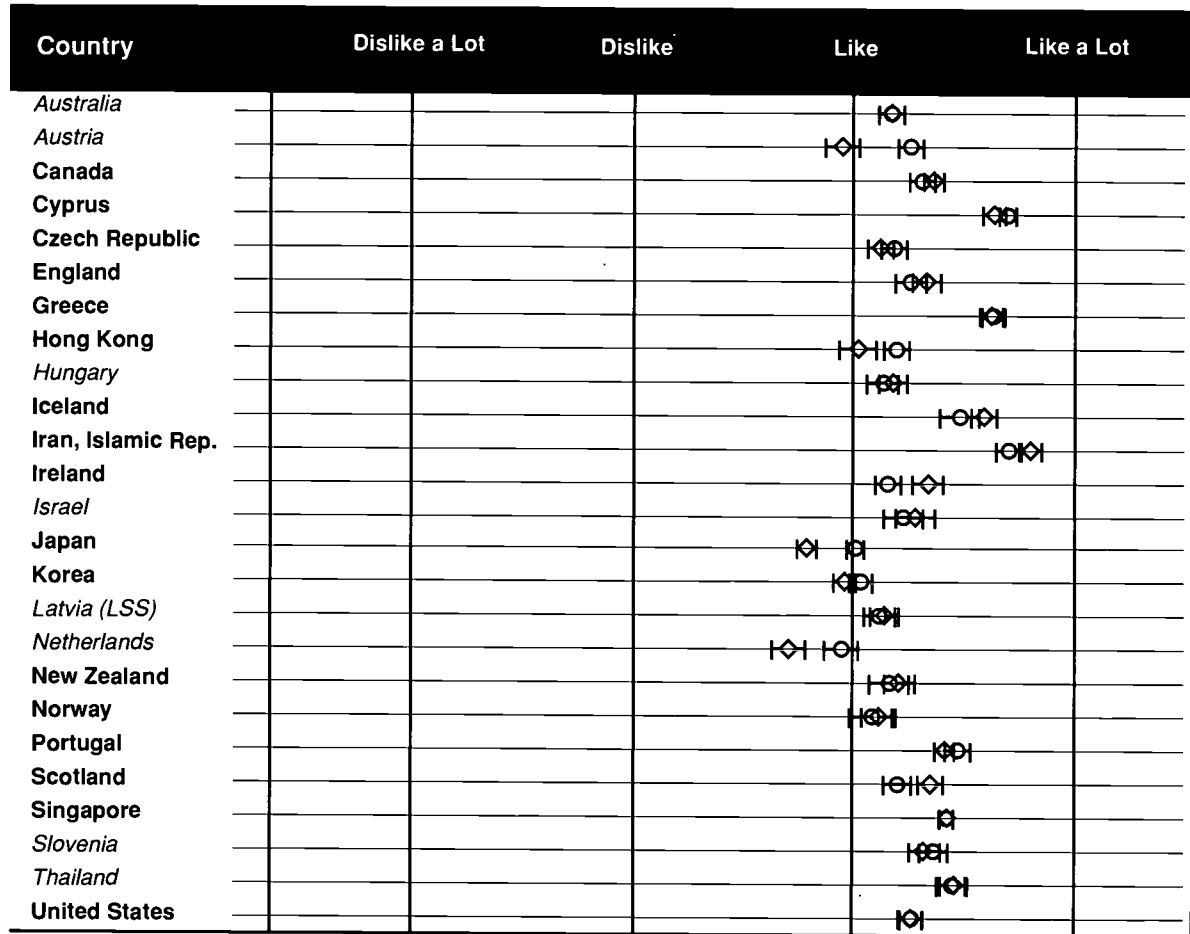 Country Dislike a Lot Dislike Like Like a Lot
Australia
Austria
Canada
Cyprus
Czech Republic
England
Greece
Hong Kong
Hungary
Iceland
Iran, Islamic Rep.
Ireland
Israel
Japan
Korea
Latvia (LSS)
Netherlands
New Zealand
Norway
Portugal
Scotland
Singapore
Slovenia
Thailand
United States